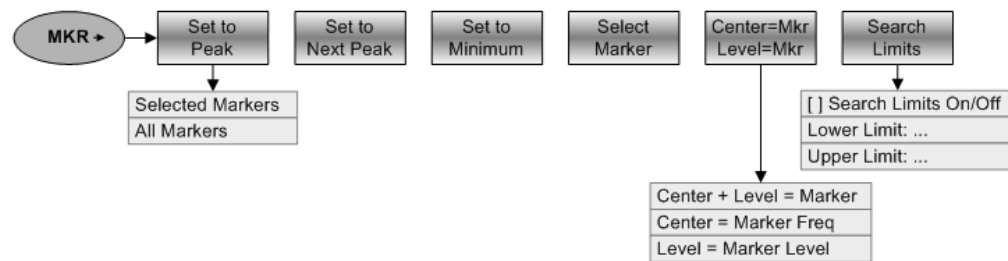 MKR →
Set to
Peak
Set to
Next Peak
Set to
Minimum
Select
Marker
Center=Mkr
Level=Mkr
Search
Limits
Selected Markers
All Markers
[ ] Search Limits On/Off
Lower Limit: ...
Upper Limit: ...
Center + Level = Marker
Center = Marker Freq
Level = Marker Level